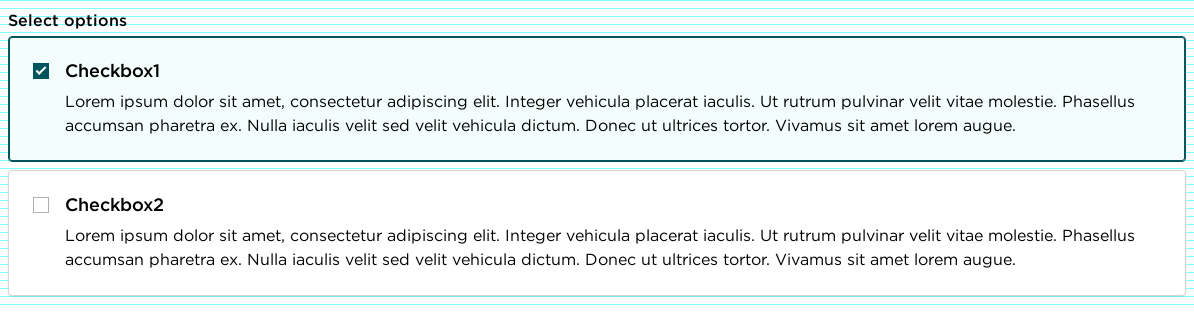 Select options
Checkbox1
Lorem ipsum dolor sit amet, consectetur adipiscing elit. Integer vehicula placerat iaculis. Ut rutrum pulvinar velit vitae molestie. Phasellus
accumsan pharetra ex. Nulla iaculis velit sed velit vehicula dictum. Donec ut ultrices tortor. Vivamus sit amet lorem augue.
Checkbox2
Lorem ipsum dolor sit amet, consectetur adipiscing elit. Integer vehicula placerat iaculis. Ut rutrum pulvinar velit vitae molestie. Phasellus
accumsan pharetra ex. Nulla iaculis velit sed velit vehicula dictum. Donec ut ultrices tortor. Vivamus sit amet lorem augue.